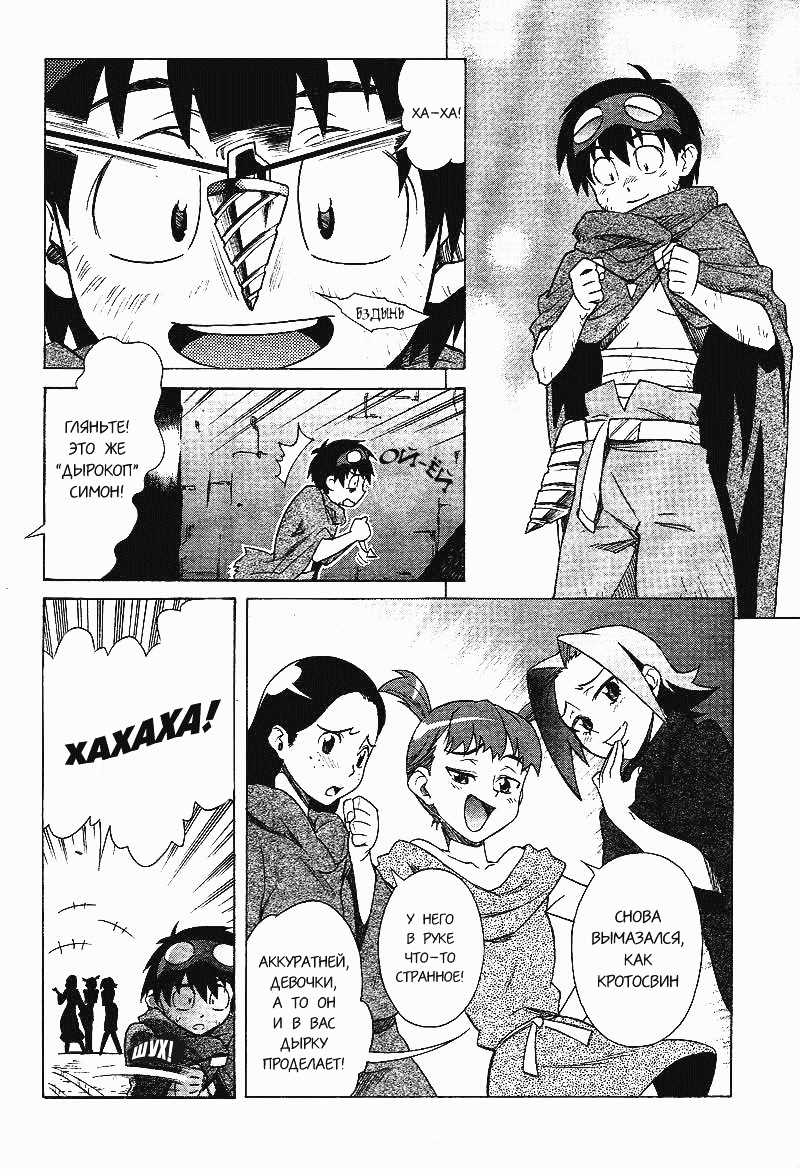 ХА-ХА!
ВЗДЫНЬ
ГЛЯНЬТЕ!
ЭТО ЖЕ
"ДЫРОКОП"
СИМОН!
ОЙ-ЁЙ
СНОВА
ВЫМАЗАЛСЯ,
КАК
КРОТОСВИН
У НЕГО
В РУКЕ
ЧТО-ТО
СТРАННОЕ!
АККУРАТНЕЙ,
ДЕВОЧКИ,
А ТО ОН
И В ВАС
ДЫРКУ
ПРОДЕЛАЕТ!
ХАХАХА!
ШУХ!